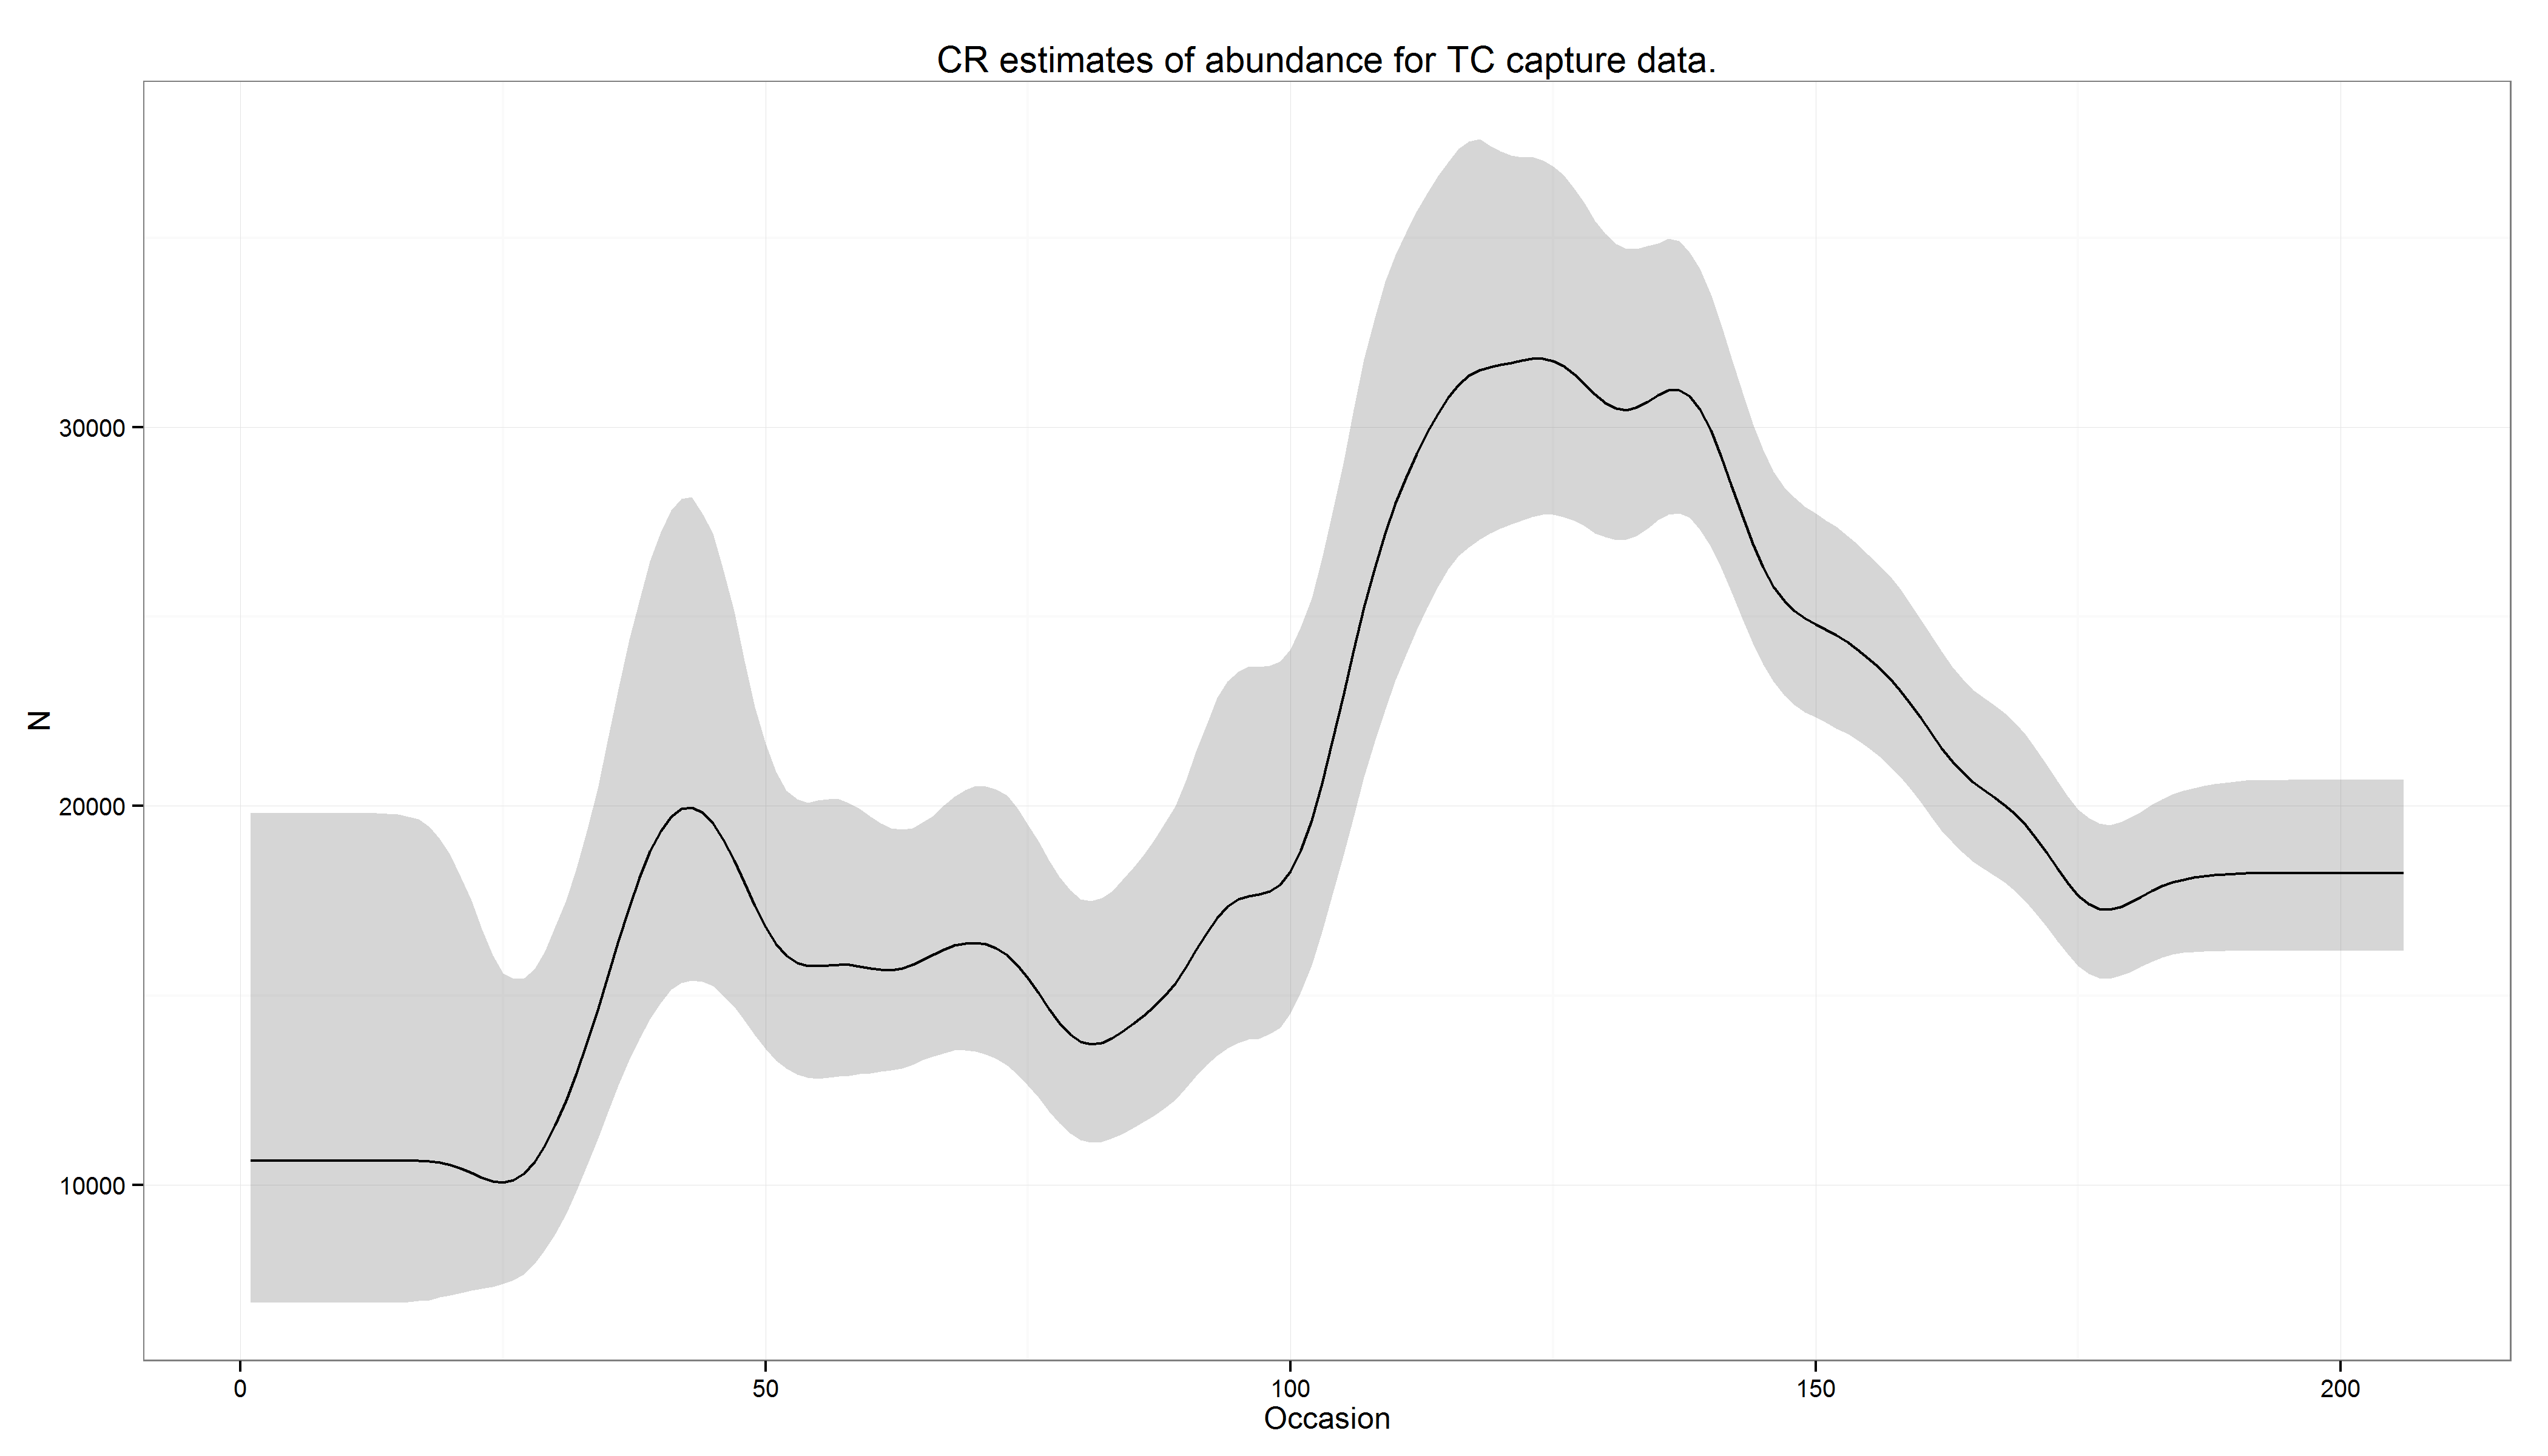 CR estimates of abundance for TC capture data.
N
30000
20000
10000
0 50 100 150 200
Occasion